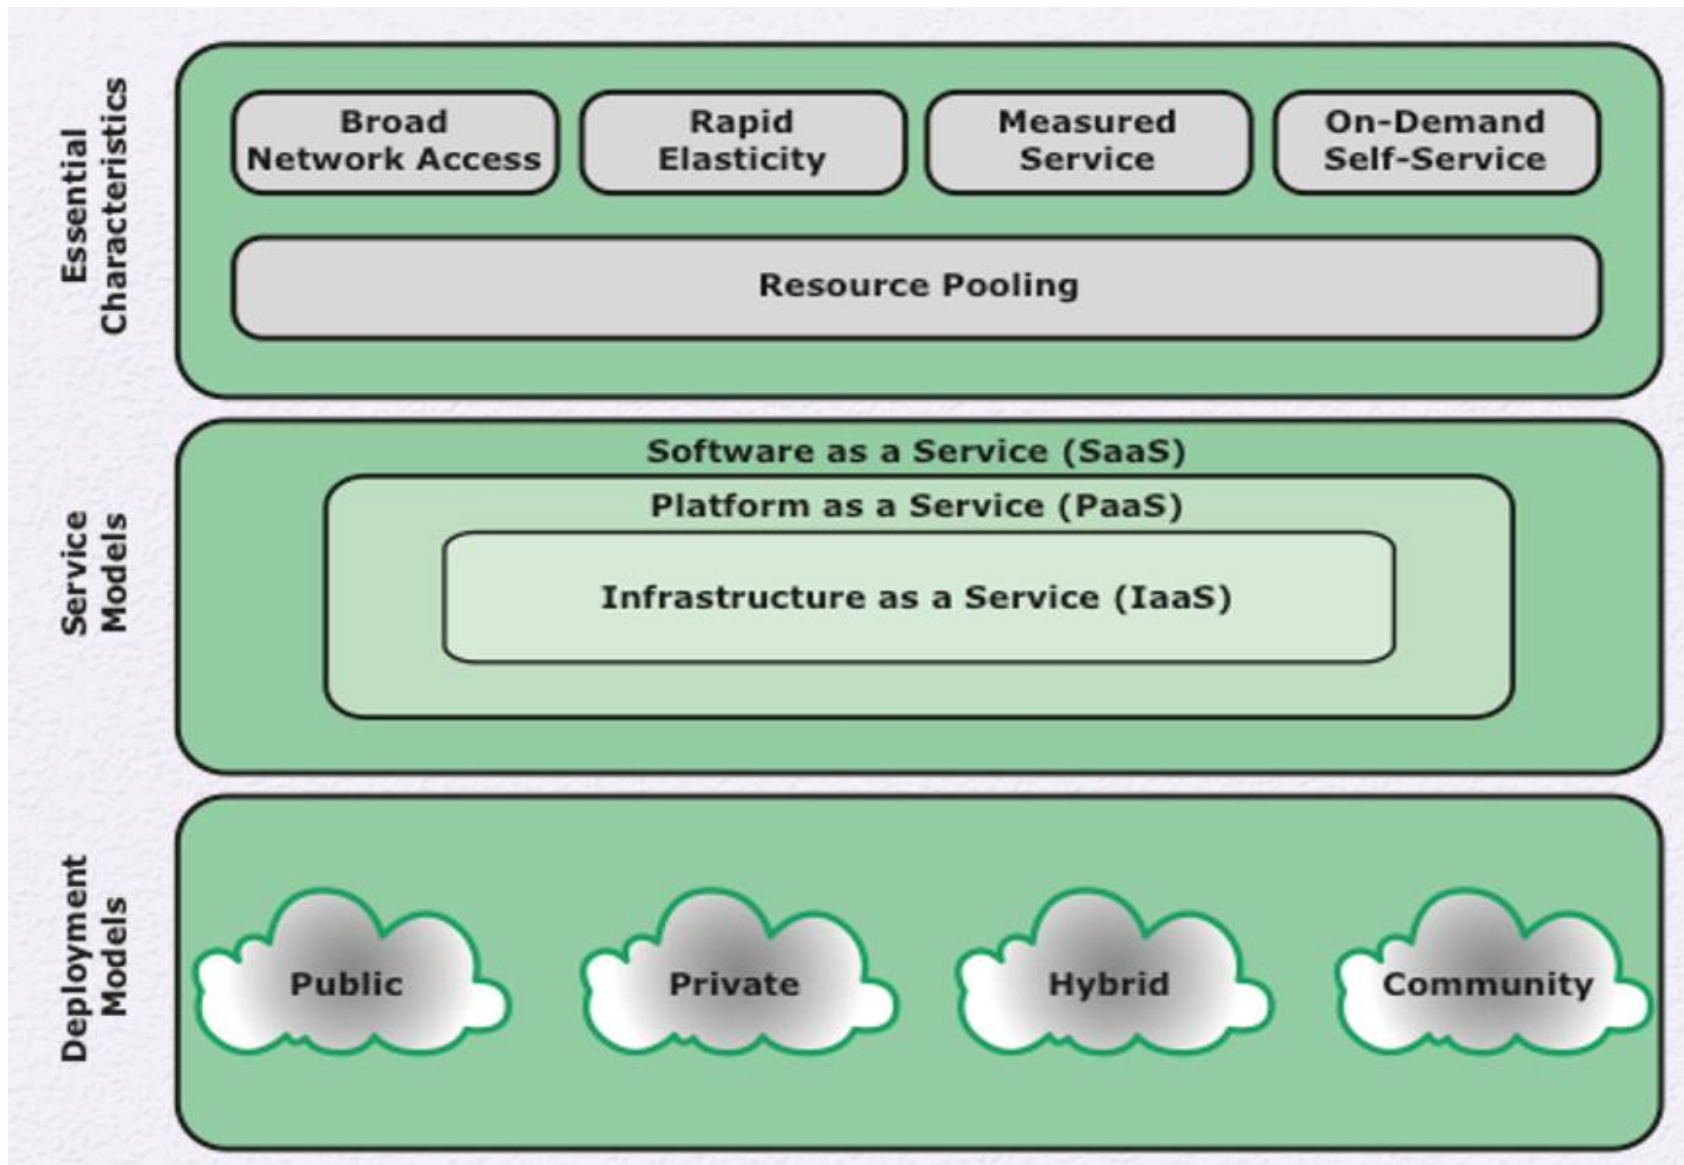 Essential
Characteristics
Broad
Network Access
Rapid
Elasticity
Measured
Service
On-Demand
Self-Service
Resource Pooling
Service
Models
Software as a Service (SaaS)
Platform as a Service (PaaS)
Infrastructure as a Service (IaaS)
Deployment
Models
Public
Private
Hybrid
Community